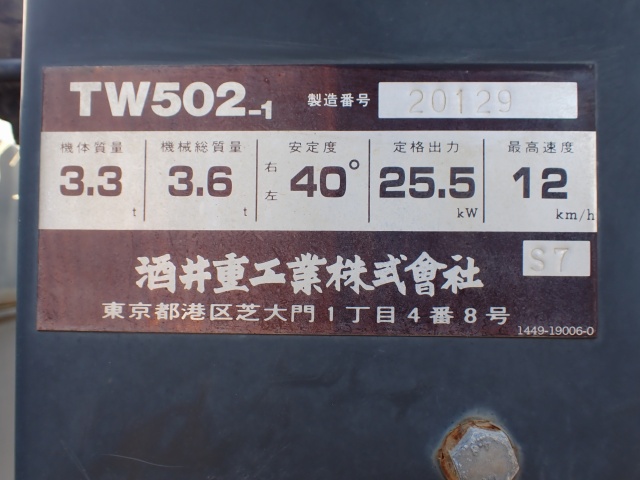 TW502-1 製造番号 20129
機体質量 機械総質量 安定度 定格出力 最高速度
3.3 t 3.6 t 右 左 40° 25.5 kW 12 km/h
S7
酒井重工業株式會社
東京都港区芝大門1丁目4番8号
1449-19006-0